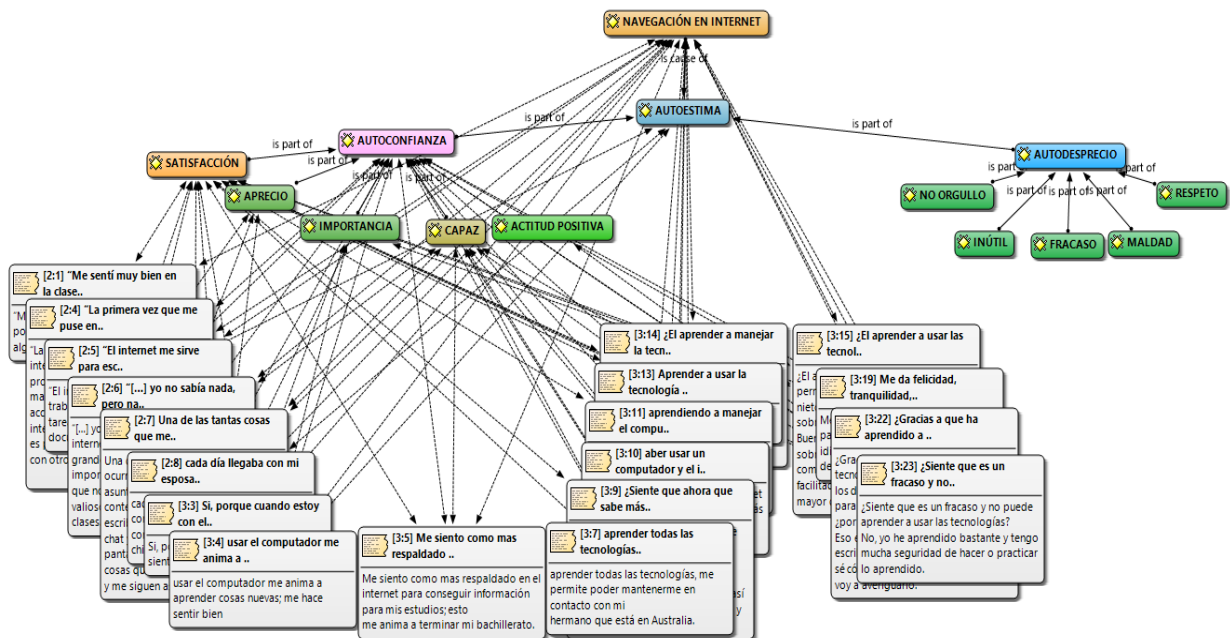 NAVEGACIÓN EN INTERNET
is cause of
AUTOESTIMA
is part of
is part of
AUTOCONFIANZA
AUTODESPRECIO
is part of
SATISFACCIÓN
is part of
is part of
is part of
APRECIO
IMPORTANCIA
CAPAZ
ACTITUD POSITIVA
is part of
is part of
NO ORGULLO
RESPETO
is part of
is part of
is part of
INÚTIL
FRACASO
MALDAD
[2:1] “Me sentí muy bien en
la clase..
[2:4] “La primera vez que me
puse en..
[2:5] “El internet me sirve
para esc..
[2:6] “[...] yo no sabía nada,
pero na..
[2:7] Una de las tantas cosas
que me..
[2:8] cada día llegaba con mi
esposa..
[3:3] Si, porque cuando estoy
con el..
[3:4] usar el computador me
anima a ..
usar el computador me anima a
aprender cosas nuevas; me hace
sentir bien
[3:5] Me siento como mas
respaldado ..
Me siento como mas respaldado en el
internet para conseguir información
para mis estudios; esto
me anima a terminar mi bachillerato.
[3:14] ¿El aprender a manejar
la tecn..
[3:13] Aprender a usar la
tecnología ..
[3:11] aprendiendo a manejar
el compu..
[3:10] aber usar un
computador y el i..
[3:9] ¿Siente que ahora que
sabe más..
[3:7] aprender todas las
tecnologías..
aprender todas las tecnologías, me
permite poder mantenerme en
contacto con mi
hermano que está en Australia.
[3:15] ¿El aprender a usar las
tecnol..
[3:19] Me da felicidad,
tranquilidad,..
[3:22] ¿Gracias a que ha
aprendido a ..
[3:23] ¿Siente que es un
fracaso y no..
¿Siente que es un fracaso y no puede
aprender a usar las tecnologías?
No, yo he aprendido bastante y tengo
mucha seguridad de hacer o practicar
lo aprendido.
voy a averiguarlo.